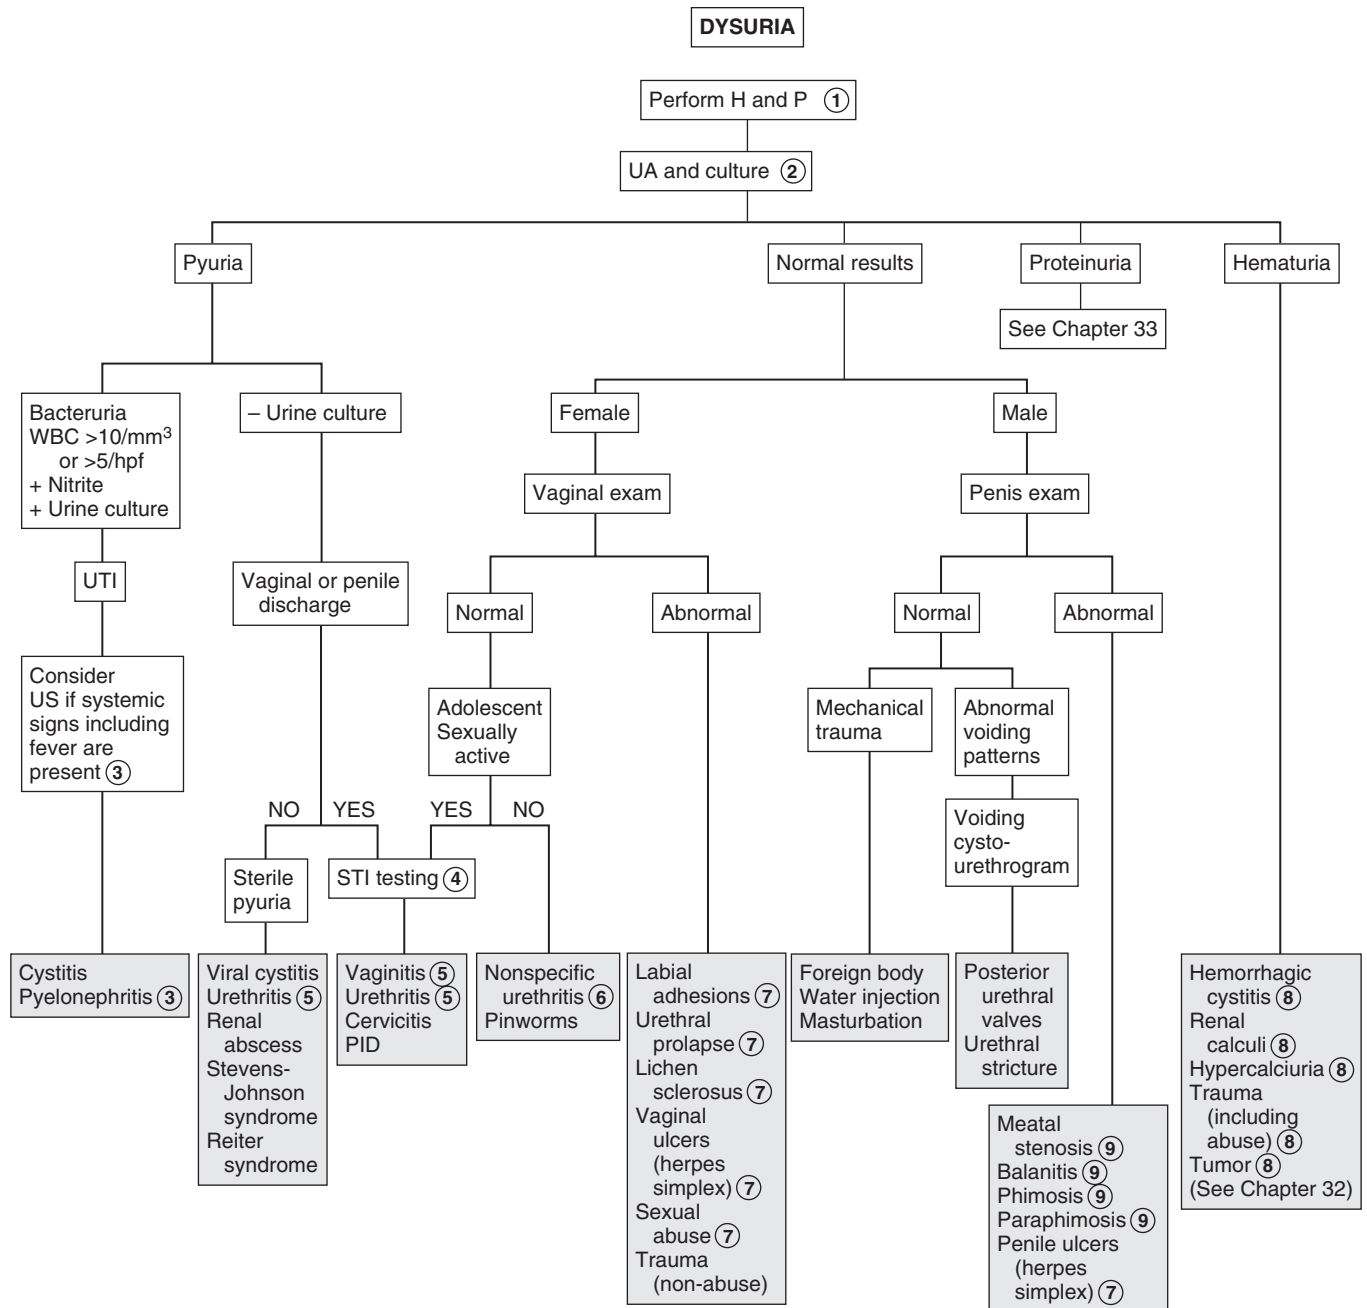 DYSURIA
Perform H and P 1
UA and culture 2
Pyuria
Normal results
Proteinuria
Hematuria
See Chapter 33
Bacteruria
WBC >10/mm3
or >5/hpf
+ Nitrite
+ Urine culture
– Urine culture
Female
Male
Vaginal exam
Penis exam
UTI
Vaginal or penile
discharge
Normal
Abnormal
Normal
Abnormal
Consider
US if systemic
signs including
fever are
present 3
Adolescent
Sexually
active
Mechanical
trauma
Abnormal
voiding
patterns
NO
YES
YES
NO
Voiding
cysto-
urethrogram
Sterile
pyuria
STI testing 4
Cystitis
Pyelonephritis 3
Viral cystitis
Urethritis 5
Renal
abscess
Stevens-
Johnson
syndrome
Reiter
syndrome
Vaginitis 5
Urethritis 5
Cervicitis
PID
Nonspecific
urethritis 6
Pinworms
Labial
adhesions 7
Urethral
prolapse 7
Lichen
sclerosus 7
Vaginal
ulcers
(herpes
simplex) 7
Sexual
abuse 7
Trauma
(non-abuse)
Foreign body
Water injection
Masturbation
Posterior
urethral
valves
Urethral
stricture
Meatal
stenosis 9
Balanitis 9
Phimosis 9
Paraphimosis 9
Penile ulcers
(herpes
simplex) 7
Hemorrhagic
cystitis 8
Renal
calculi 8
Hypercalciuria 8
Trauma
(including
abuse) 8
Tumor 8
(See Chapter 32)